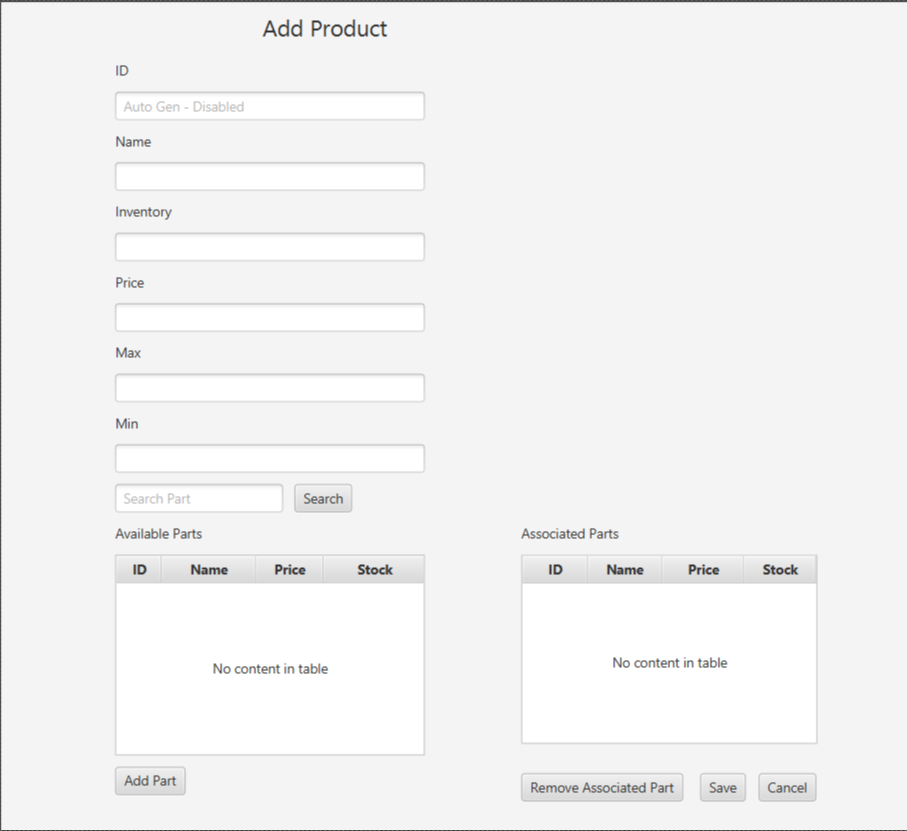 Add Product
ID
Auto Gen - Disabled
Name
Inventory
Price
Max
Min
Search Part Search
Available Parts Associated Parts
ID Name Price Stock ID Name Price Stock
No content in table No content in table
Add Part Remove Associated Part Save Cancel